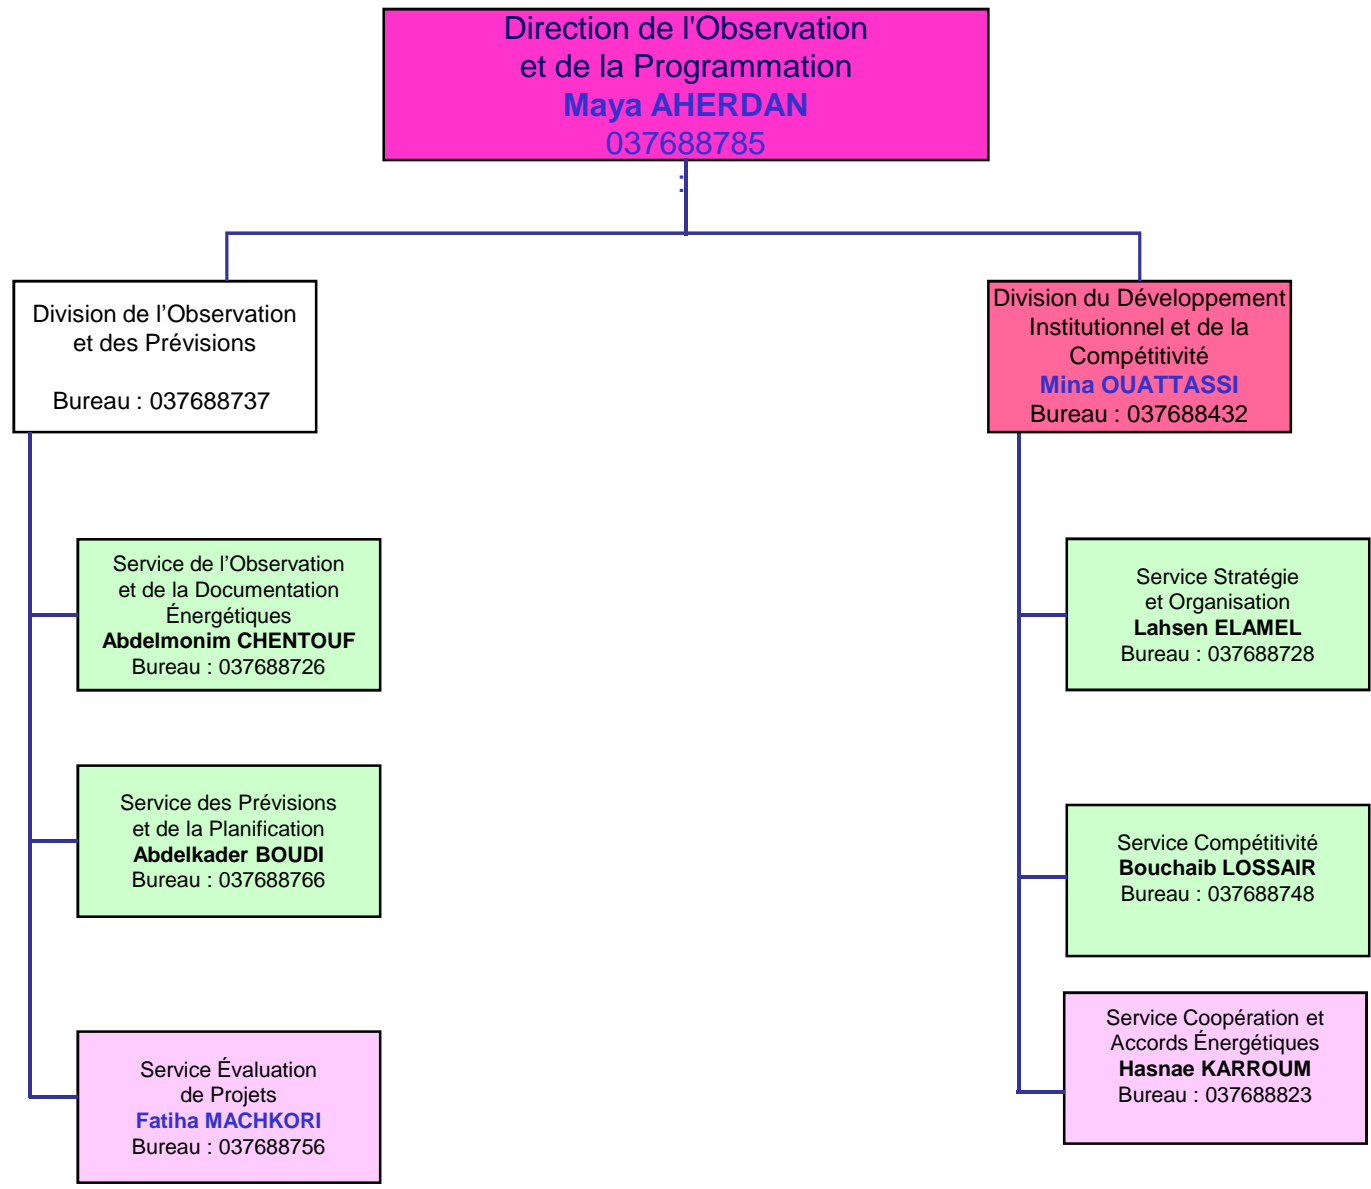 Direction de l'Observation
et de la Programmation
Maya AHERDAN
037688785
:
Division de l’Observation
et des Prévisions
Bureau : 037688737
Division du Développement
Institutionnel et de la
Compétitivité
Mina OUATTASSI
Bureau : 037688432
Service de l’Observation
et de la Documentation
Énergétiques
Abdelmonim CHENTOUF
Bureau : 037688726
Service des Prévisions
et de la Planification
Abdelkader BOUDI
Bureau : 037688766
Service Évaluation
de Projets
Fatiha MACHKORI
Bureau : 037688756
Service Stratégie
et Organisation
Lahsen ELAMEL
Bureau : 037688728
Service Compétitivité
Bouchaib LOSSAIR
Bureau : 037688748
Service Coopération et
Accords Énergétiques
Hasnae KARROUM
Bureau : 037688823